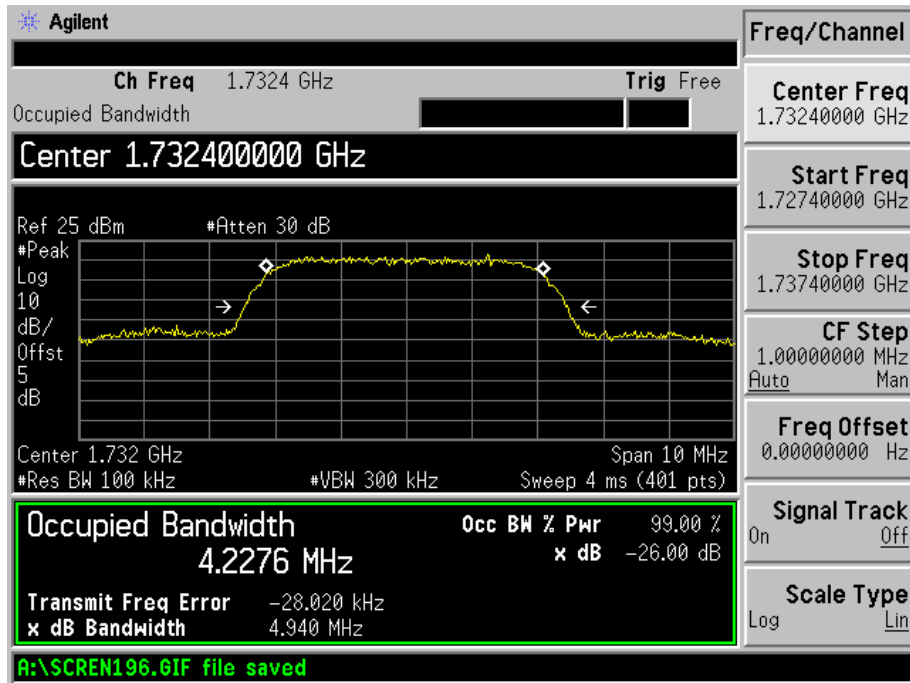 Agilent
Ch Freq 1.7324 GHz Trig Free
Occupied Bandwidth
Center 1.732400000 GHz
Ref 25 dBm #Atten 30 dB
#Peak
Log
10
dB/
Offst
5
dB
Center 1.732 GHz Span 10 MHz
#Res BW 100 kHz #VBW 300 kHz Sweep 4 ms (401 pts)
Occupied Bandwidth
4.2276 MHz
Occ BW % Pwr 99.00 %
x dB -26.00 dB
Transmit Freq Error -28.020 kHz
x dB Bandwidth 4.940 MHz
A:\SCREN196.GIF file saved
Freq/Channel
Center Freq
1.73240000 GHz
Start Freq
1.72740000 GHz
Stop Freq
1.73740000 GHz
CF Step
1.00000000 MHz
Auto Man
Freq Offset
0.00000000 Hz
Signal Track
On Off
Scale Type
Log Lin